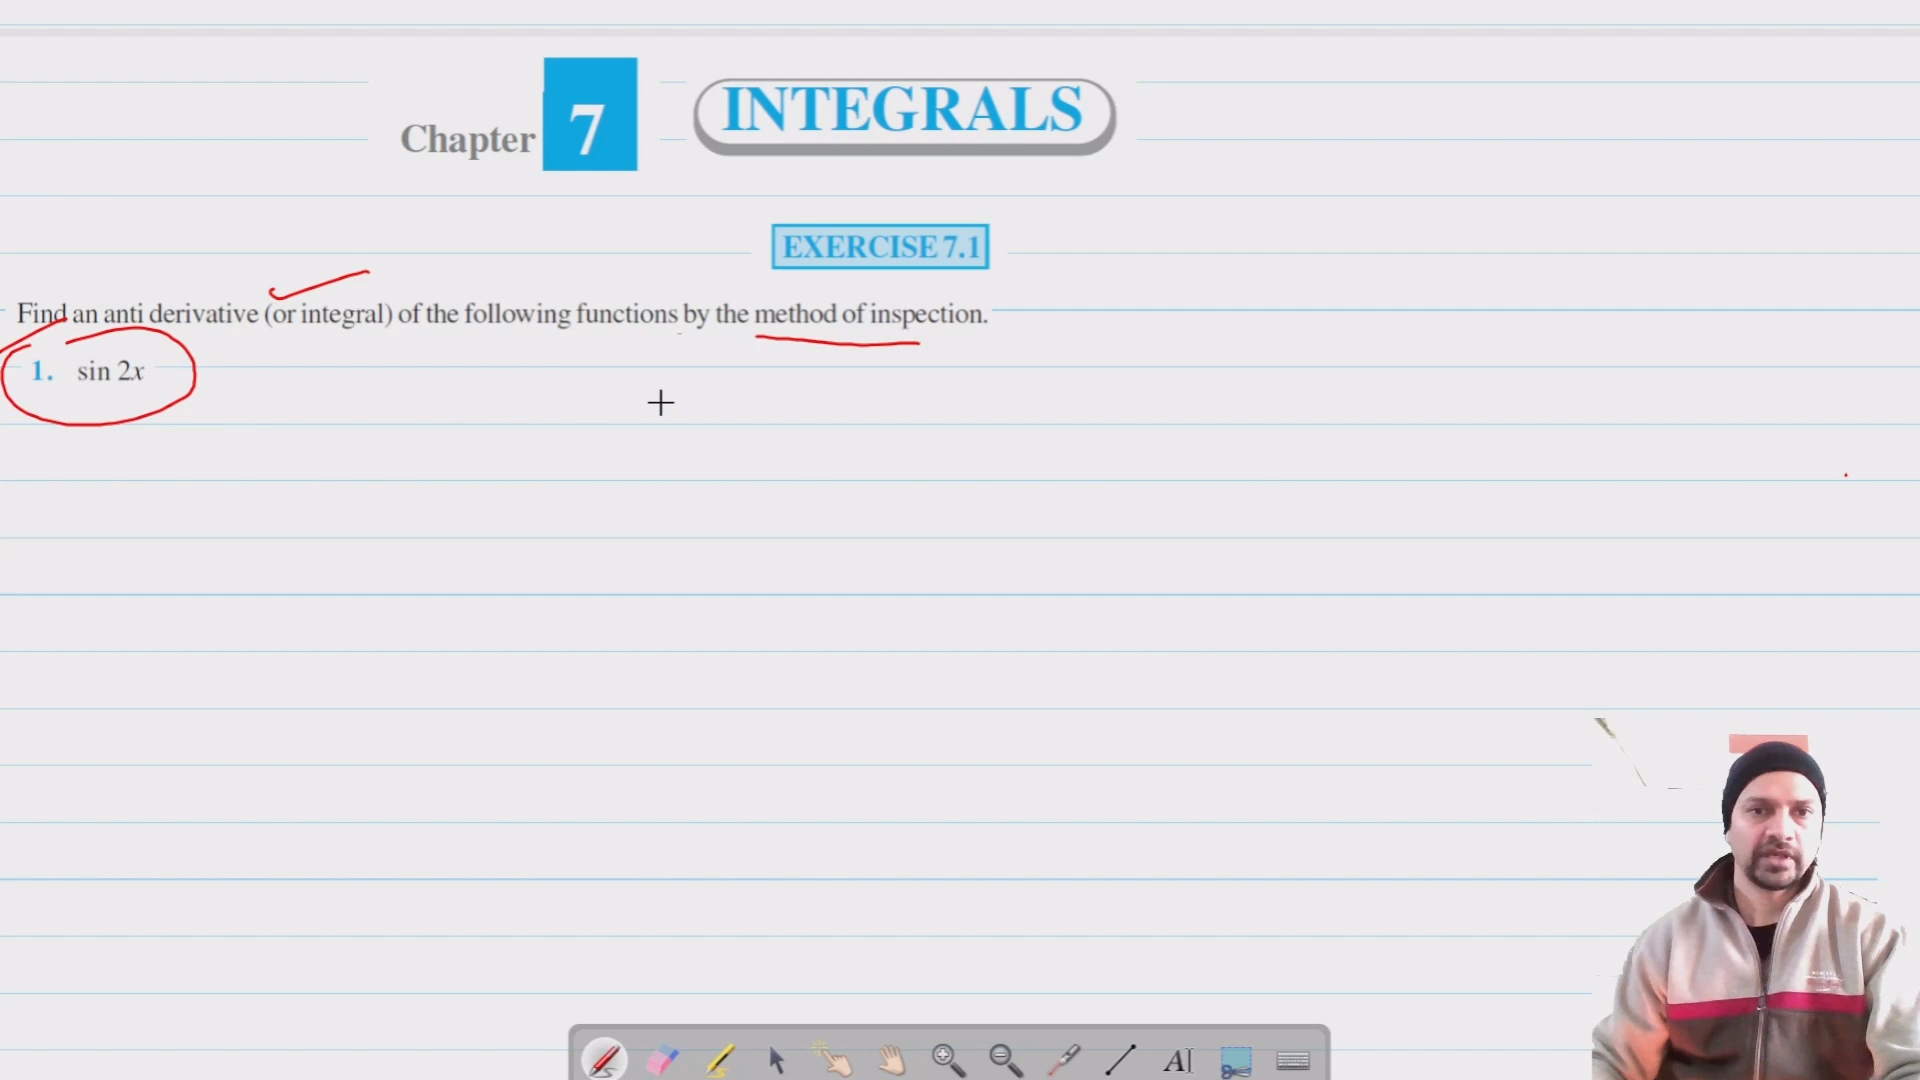 Chapter 7 INTEGRALS
EXERCISE 7.1
Find an anti derivative (or integral) of the following functions by the method of inspection.
1. sin 2x